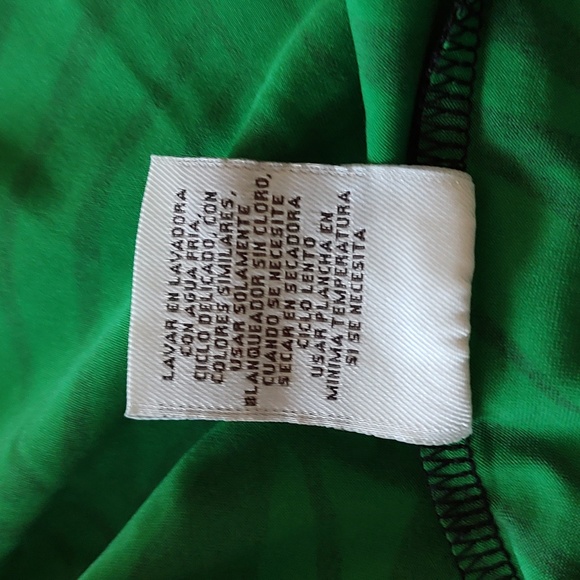 LAVAR EN LAVADORA
CON AGUA FRIA,
CICLO DELICADO, CON
COLORES SIMILARES,
USAR SOLAMENTE
BLANQUEADOR SIN CLORO,
CUANDO SE NECESITE
SECAR EN SECADORA
CICLO LENTO
USAR PLANCHA EN
MINIMA TEMPERATURA
SI SE NECESITA